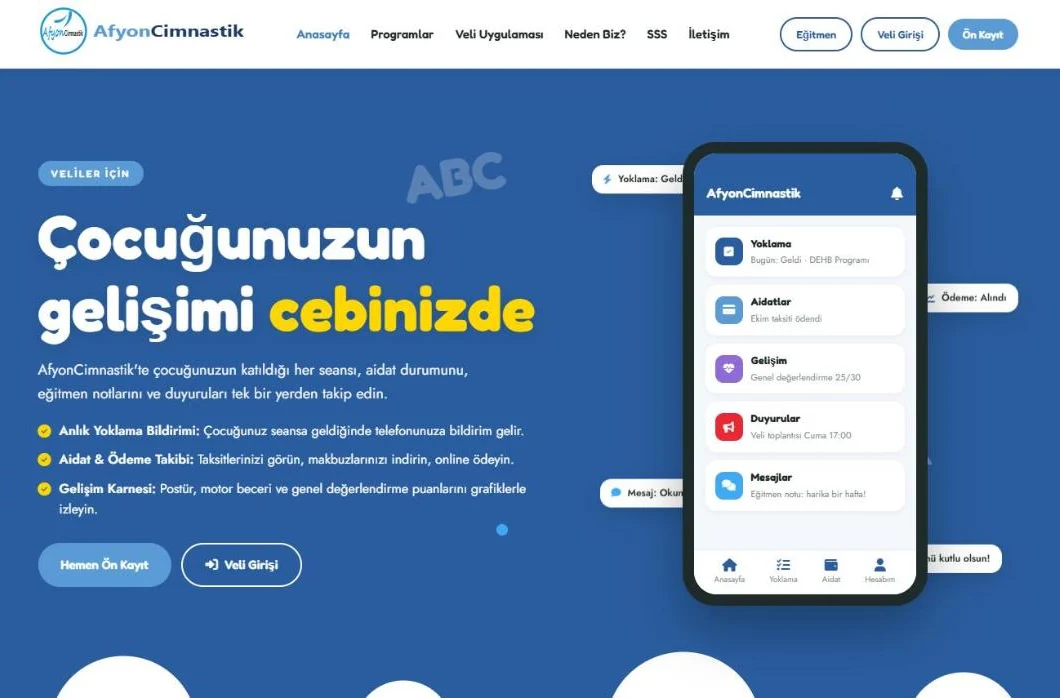 AfyonCimnastik
AfyonCimnastik
Anasayfa
Programlar
Veli Uygulaması
Neden Biz?
SSS
İletişim
Eğitmen
Veli Girişi
Ön Kayıt
VELİLER İÇİN
ABC
Çocuğunuzun
gelişimi cebinizde
AfyonCimnastik'te çocuğunuzun katıldığı her seansı, aidat durumunu,
eğitmen notlarını ve duyuruları tek bir yerden takip edin.
Anlık Yoklama Bildirimi: Çocuğunuz seansa geldiğinde telefonunuza bildirim gelir.
Aidat & Ödeme Takibi: Taksitlerinizi görün, makbuzlarınızı indirin, online ödeyin.
Gelişim Karnesi: Postür, motor beceri ve genel değerlendirme puanlarını grafiklerle
izleyin.
Hemen Ön Kayıt
Veli Girişi
Yoklama: Geld
AfyonCimnastik
Yoklama
Bugün: Geldi · DEHB Programı
Aidatlar
Ekim taksiti ödendi
Ödeme: Alındı
Gelişim
Genel değerlendirme 25/30
Duyurular
Veli toplantısı Cuma 17:00
Mesajlar
Eğitmen notu: harika bir hafta!
Mesaj: Okun
nü kutlu olsun!
Anasayfa
Yoklama
Aidat
Hesabım